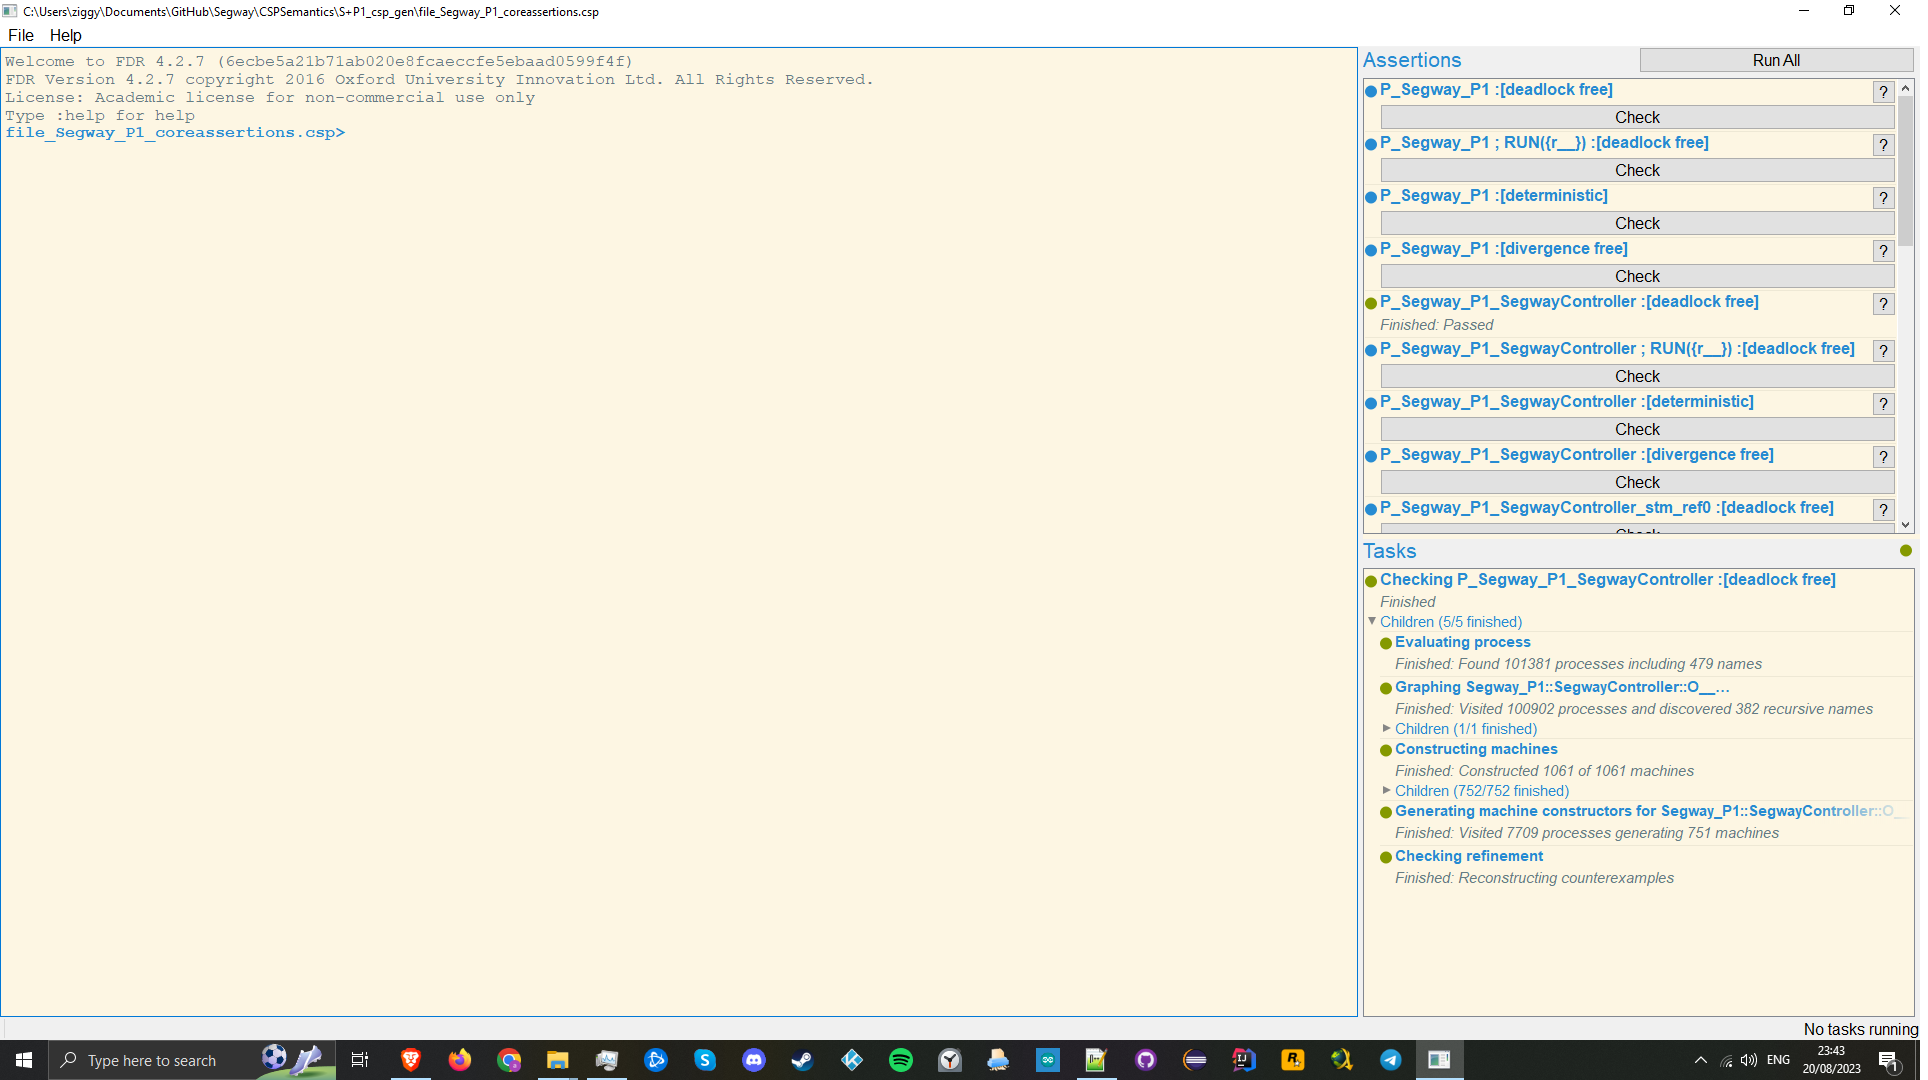 C:\Users\ziggy\Documents\GitHub\Segway\CSPSemantics\S+P1_csp_gen\file_Segway_P1_coreassertions.csp
File Help
Welcome to FDR 4.2.7 (6ecbe5a21b71ab020e8fcaeccfe5ebaad0599f4f)
FDR Version 4.2.7 copyright 2016 Oxford University Innovation Ltd. All Rights Reserved.
License: Academic license for non-commercial use only
Type :help for help
file_Segway_P1_coreassertions.csp>
Assertions Run All
P_Segway_P1 :[deadlock free] ?
Check
P_Segway_P1 ; RUN({r__}) :[deadlock free] ?
Check
P_Segway_P1 :[deterministic] ?
Check
P_Segway_P1 :[divergence free] ?
Check
P_Segway_P1_SegwayController :[deadlock free] ?
Finished: Passed
P_Segway_P1_SegwayController ; RUN({r__}) :[deadlock free] ?
Check
P_Segway_P1_SegwayController :[deterministic] ?
Check
P_Segway_P1_SegwayController :[divergence free] ?
Check
P_Segway_P1_SegwayController_stm_ref0 :[deadlock free] ?
Check
Tasks
Checking P_Segway_P1_SegwayController :[deadlock free]
Finished
Children (5/5 finished)
Evaluating process
Finished: Found 101381 processes including 479 names
Graphing Segway_P1::SegwayController::O__...
Finished: Visited 100902 processes and discovered 382 recursive names
Children (1/1 finished)
Constructing machines
Finished: Constructed 1061 of 1061 machines
Children (752/752 finished)
Generating machine constructors for Segway_P1::SegwayController::O__
Finished: Visited 7709 processes generating 751 machines
Checking refinement
Finished: Reconstructing counterexamples
No tasks running
Type here to search
ENG
23:43
20/08/2023
1